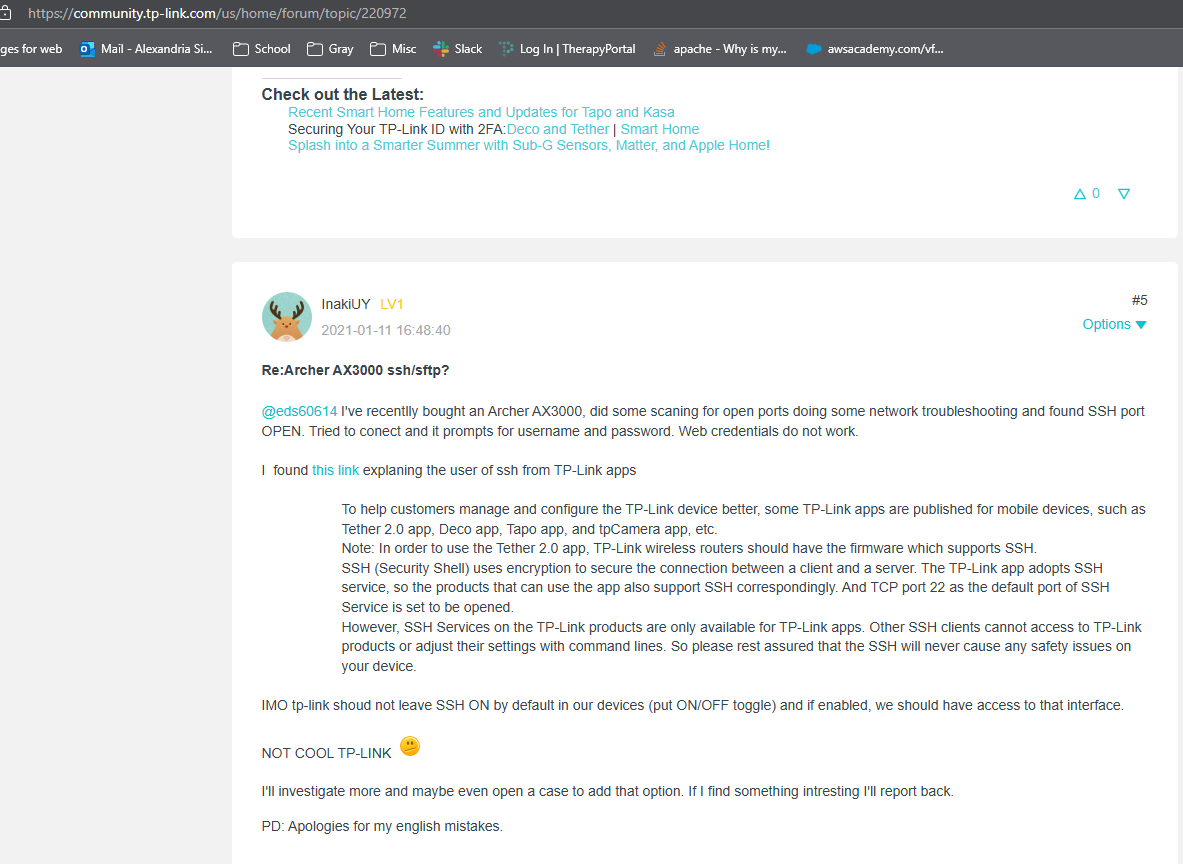 https://community.tp-link.com/us/home/forum/topic/220972
ges for web Mail - Alexandria Si... School Gray Misc Slack Log In | TherapyPortal apache - Why is my... awsacademy.com/vf...
Check out the Latest:
Recent Smart Home Features and Updates for Tapo and Kasa
Securing Your TP-Link ID with 2FA:Deco and Tether | Smart Home
Splash into a Smarter Summer with Sub-G Sensors, Matter, and Apple Home!
0
InakiUY LV1
#5
2021-01-11 16:48:40
Options
Re:Archer AX3000 ssh/sftp?
@eds60614 I've recentlly bought an Archer AX3000, did some scaning for open ports doing some network troubleshooting and found SSH port
OPEN. Tried to conect and it prompts for username and password. Web credentials do not work.
I found this link explaning the user of ssh from TP-Link apps
To help customers manage and configure the TP-Link device better, some TP-Link apps are published for mobile devices, such as
Tether 2.0 app, Deco app, Tapo app, and tpCamera app, etc.
Note: In order to use the Tether 2.0 app, TP-Link wireless routers should have the firmware which supports SSH.
SSH (Security Shell) uses encryption to secure the connection between a client and a server. The TP-Link app adopts SSH
service, so the products that can use the app also support SSH correspondingly. And TCP port 22 as the default port of SSH
Service is set to be opened.
However, SSH Services on the TP-Link products are only available for TP-Link apps. Other SSH clients cannot access to TP-Link
products or adjust their settings with command lines. So please rest assured that the SSH will never cause any safety issues on
your device.
IMO tp-link shoud not leave SSH ON by default in our devices (put ON/OFF toggle) and if enabled, we should have access to that interface.
NOT COOL TP-LINK
I'll investigate more and maybe even open a case to add that option. If I find something intresting I'll report back.
PD: Apologies for my english mistakes.